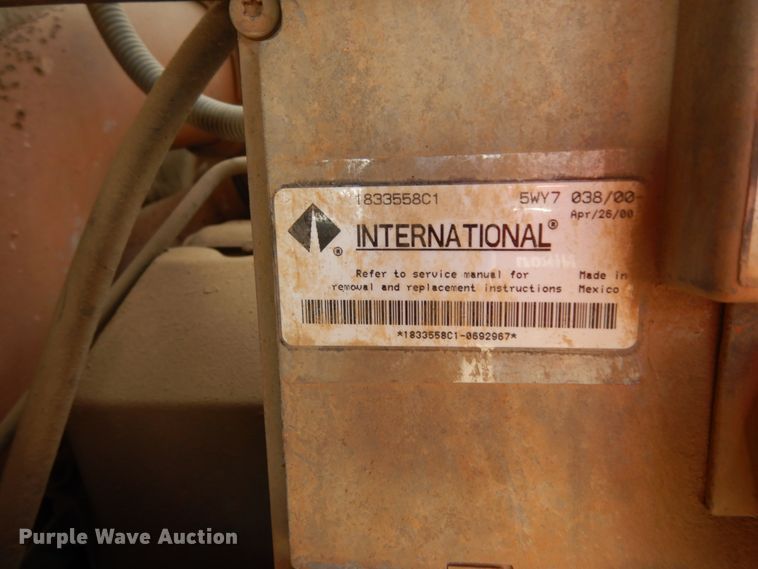 1833558C1 5WY7 038/00
Apr/26/00
® INTERNATIONAL®
Refer to service manual for Made in
removal and replacement instructions Mexico
*1833558C1-0692967*
Purple Wave Auction